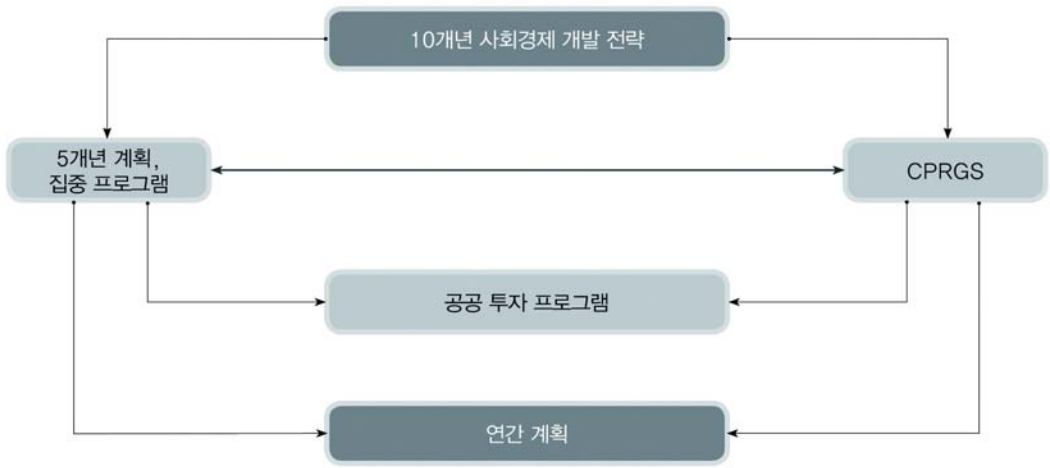 10개년 사회경제 개발 전략
5개년 계획,
집중 프로그램
CPRGS
공공 투자 프로그램
연간 계획